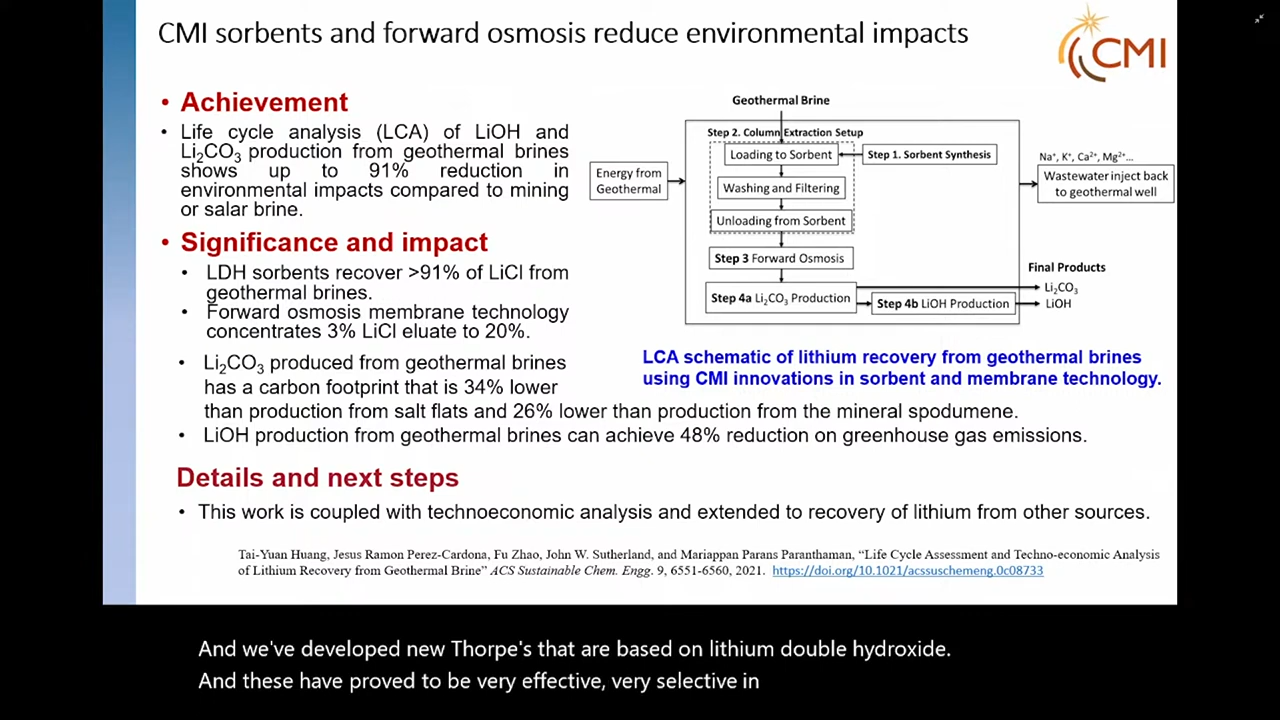 CMI sorbents and forward osmosis reduce environmental impacts
CMI
• Achievement
• Life cycle analysis (LCA) of LiOH and
Li₂CO₃ production from geothermal brines
shows up to 91% reduction in
environmental impacts compared to mining
or salar brine.
• Significance and impact
• LDH sorbents recover >91% of LiCl from
geothermal brines.
• Forward osmosis membrane technology
concentrates 3% LiCl eluate to 20%.
• Li₂CO₃ produced from geothermal brines
has a carbon footprint that is 34% lower
than production from salt flats and 26% lower than production from the mineral spodumene.
• LiOH production from geothermal brines can achieve 48% reduction on greenhouse gas emissions.
Geothermal Brine
Step 2. Column Extraction Setup
Loading to Sorbent
Step 1. Sorbent Synthesis
Energy from
Geothermal
Washing and Filtering
Unloading from Sorbent
Na⁺, K⁺, Ca²⁺, Mg²⁺...
Wastewater inject back
to geothermal well
Step 3 Forward Osmosis
Step 4a Li₂CO₃ Production
Step 4b LiOH Production
Final Products
Li₂CO₃
LiOH
LCA schematic of lithium recovery from geothermal brines
using CMI innovations in sorbent and membrane technology.
Details and next steps
• This work is coupled with technoeconomic analysis and extended to recovery of lithium from other sources.
Tai-Yuan Huang, Jesus Ramon Perez-Cardona, Fu Zhao, John W. Sutherland, and Mariappan Parans Paranthaman, “Life Cycle Assessment and Techno-economic Analysis
of Lithium Recovery from Geothermal Brine” ACS Sustainable Chem. Engg. 9, 6551-6560, 2021. https://doi.org/10.1021/acssuschemeng.0c08733
And we've developed new Thorpe's that are based on lithium double hydroxide.
And these have proved to be very effective, very selective in